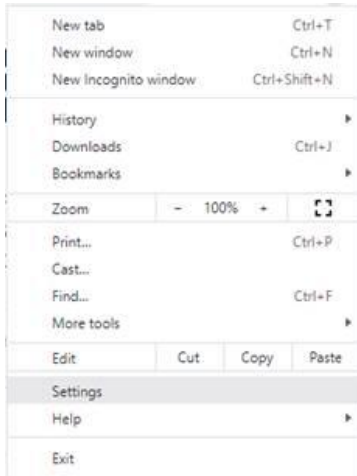 New tab Ctrl+T
New window Ctrl+N
New Incognito window Ctrl+Shift+N
History
Downloads Ctrl+J
Bookmarks
Zoom - 100% +
Print... Ctrl+P
Cast...
Find... Ctrl+F
More tools
Edit Cut Copy Paste
Settings
Help
Exit